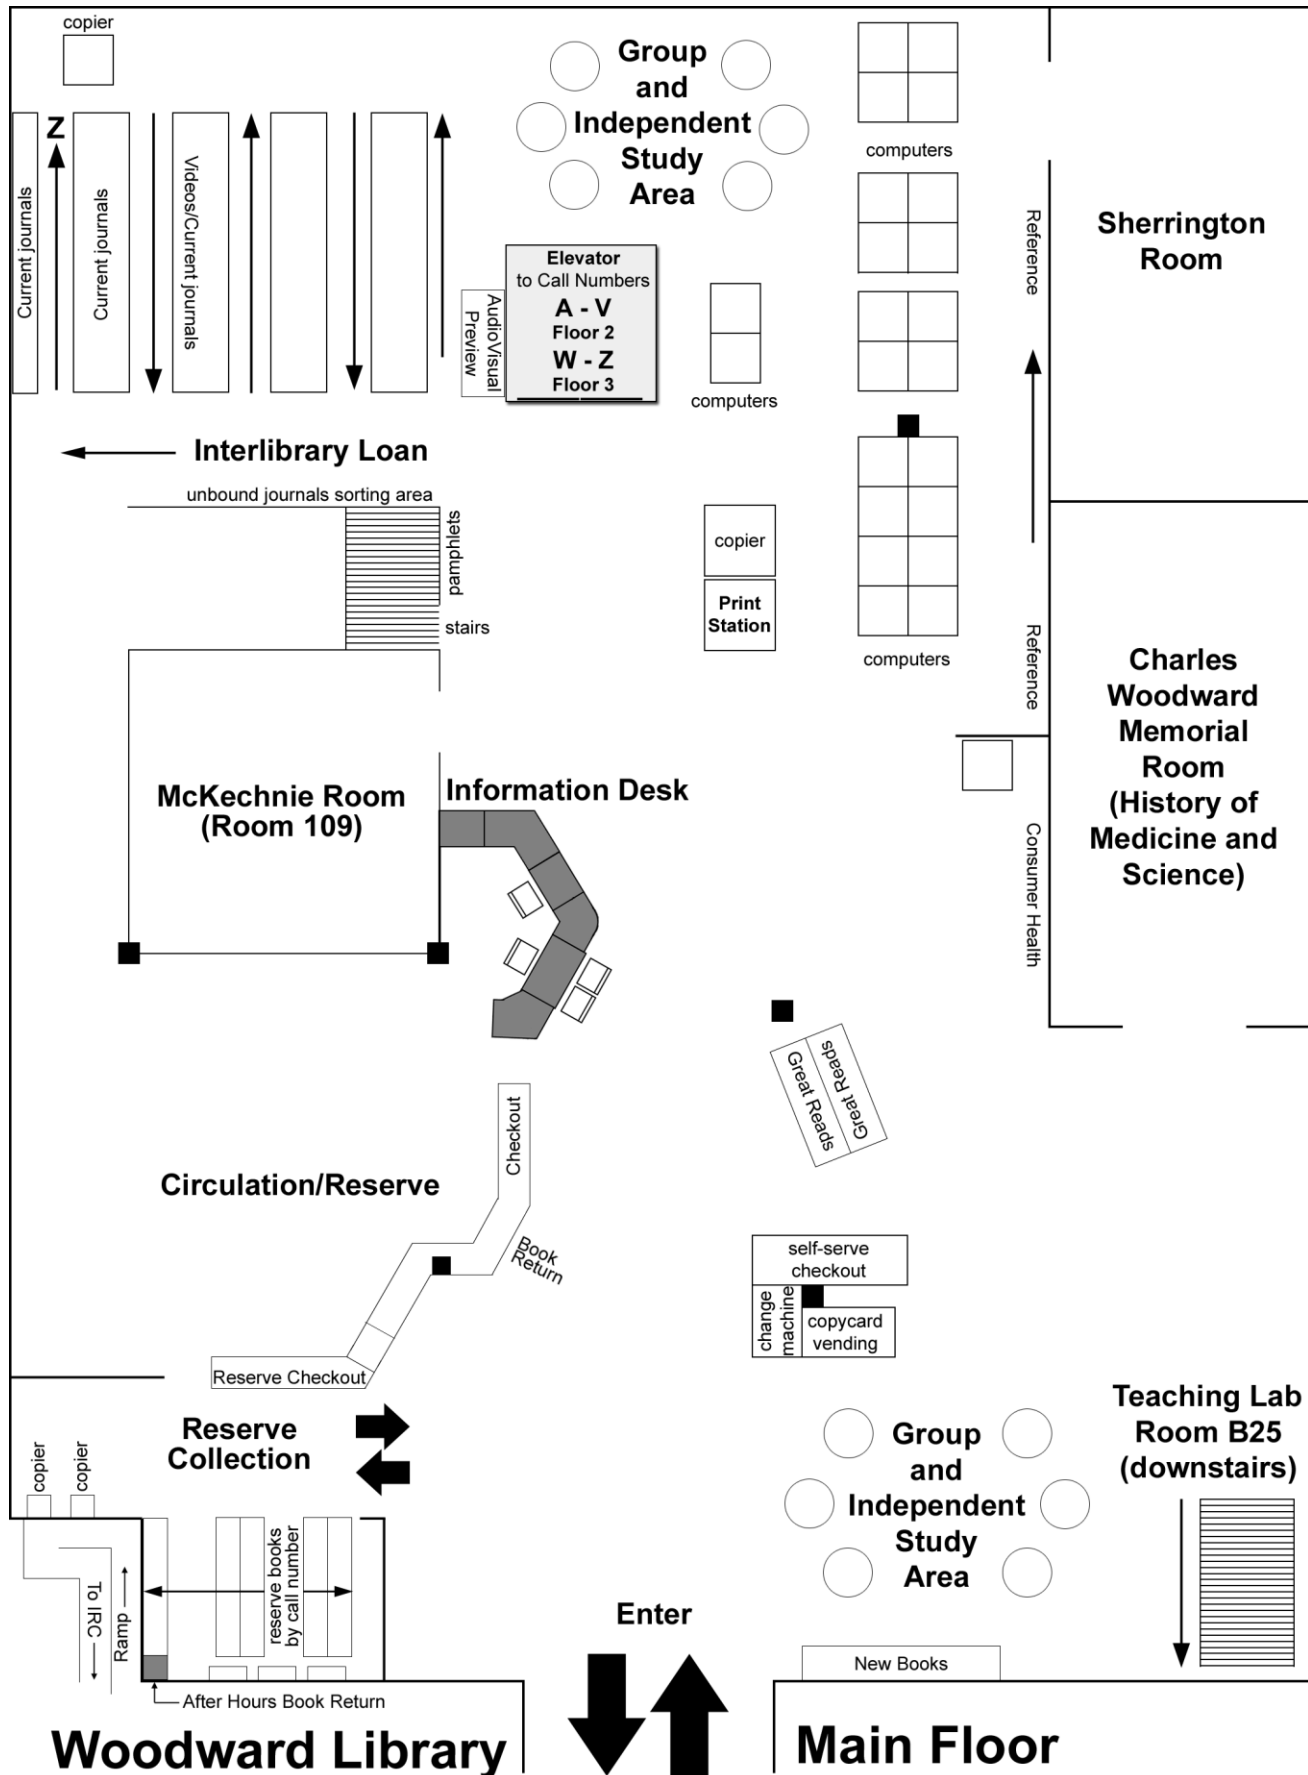 copier
Group
and
Independent
Study
Area
computers
Z
Current journals
Current journals
Videos/Current journals
Reference
Sherrington
Room
Elevator
to Call Numbers
A - V
Floor 2
W - Z
Floor 3
AudioVisual
Preview
computers
Interlibrary Loan
unbound journals sorting area
pamphlets
stairs
copier
Print
Station
computers
Reference
Charles
Woodward
Memorial
Room
(History of
Medicine and
Science)
McKechnie Room
(Room 109)
Information Desk
Consumer Health
Great Reads
Great Reads
Checkout
Circulation/Reserve
Book
Return
self-serve
checkout
change
machine
copycard
vending
Reserve Checkout
Reserve
Collection
copier
copier
Group
and
Independent
Study
Area
Teaching Lab
Room B25
(downstairs)
To IRC
Ramp
reserve books
by call number
Enter
New Books
After Hours Book Return
Woodward Library
Main Floor